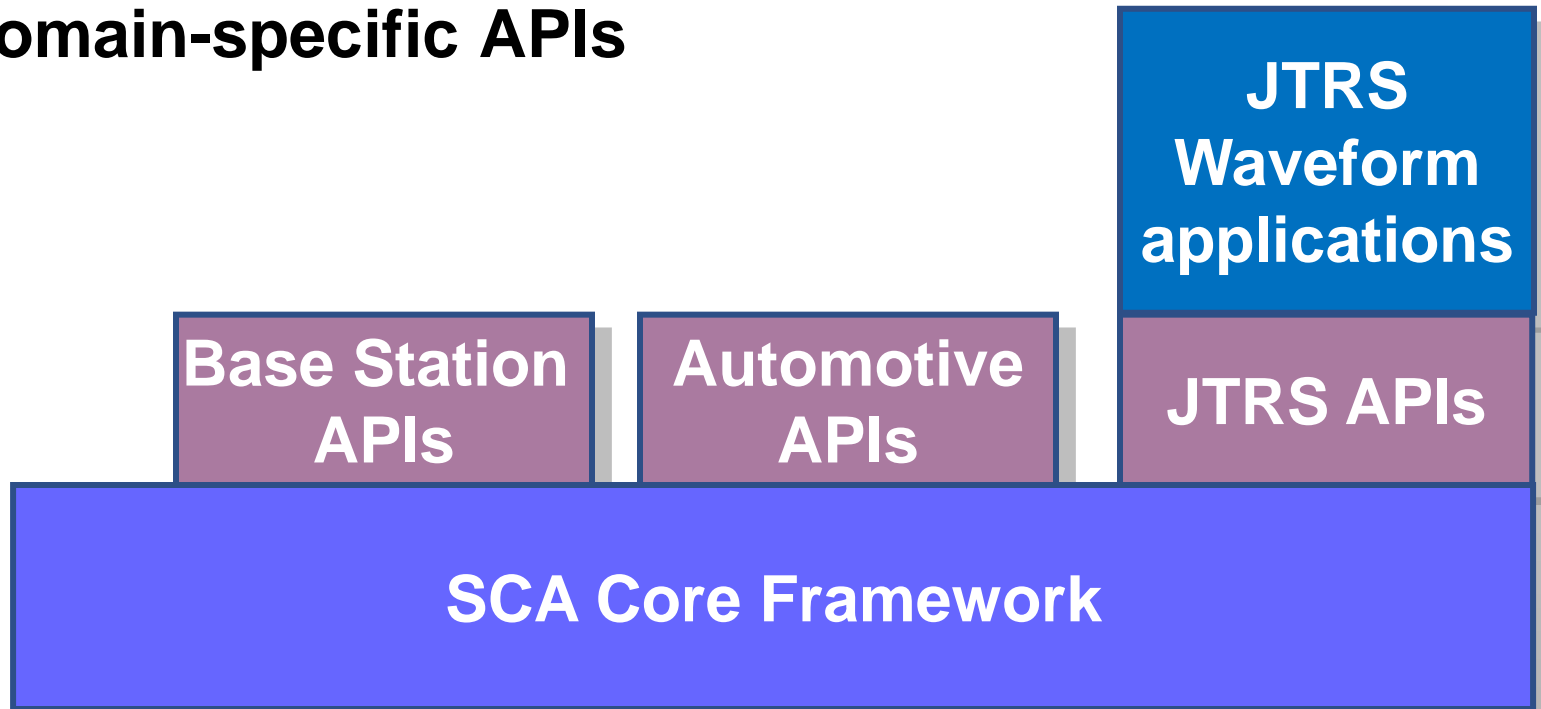 omain-specific APIs
JTRS
Waveform
applications
Base Station
APIs
Automotive
APIs
JTRS APIs
SCA Core Framework